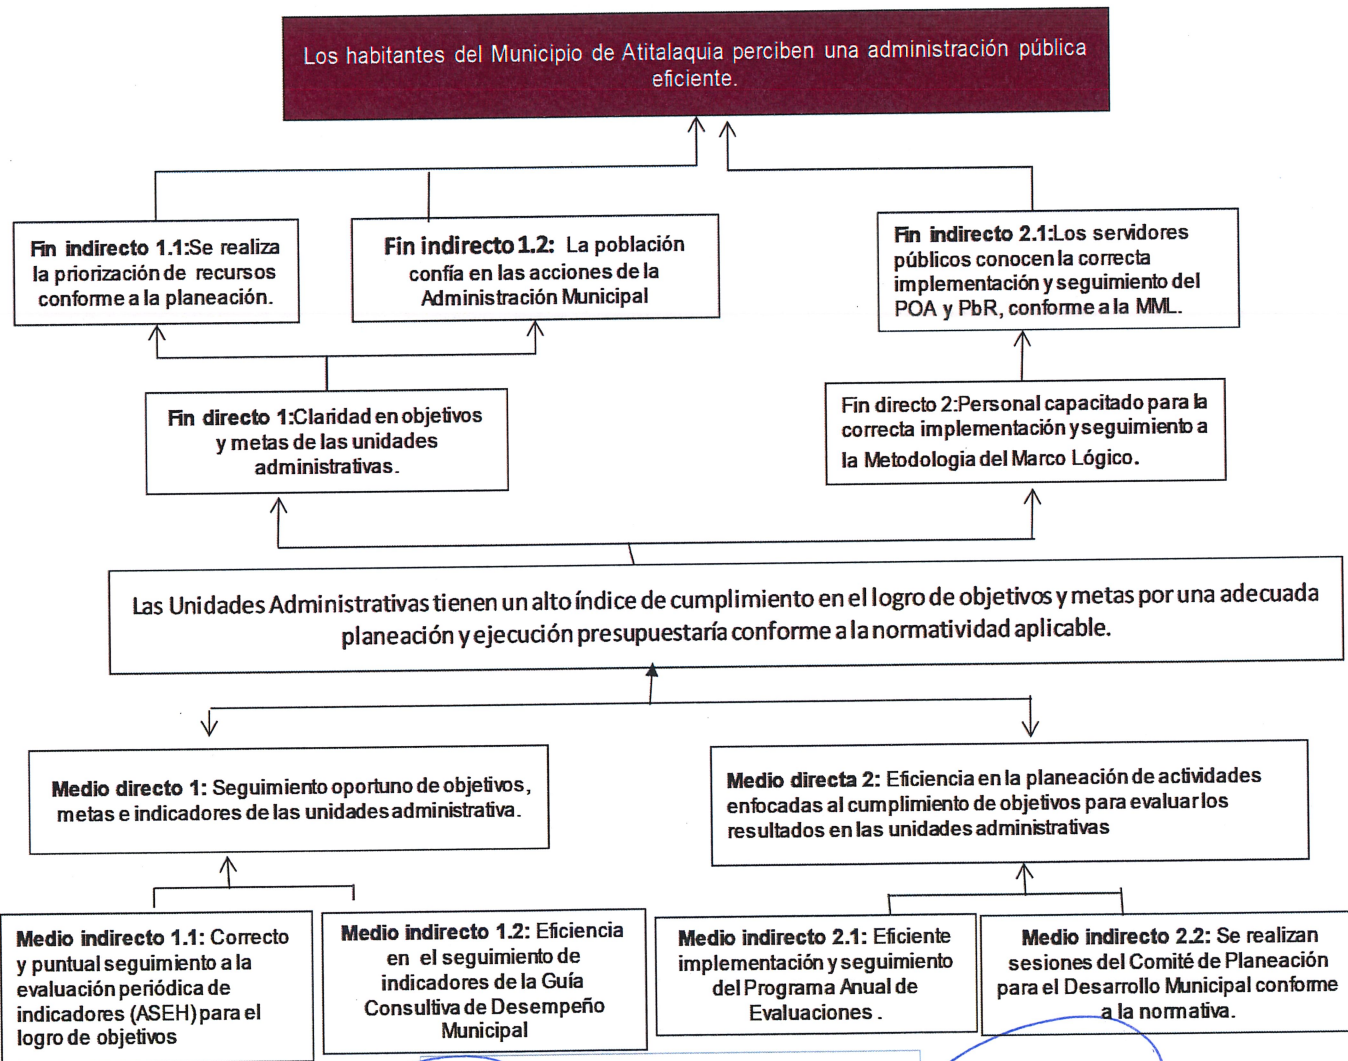 Los habitantes del Municipio de Atitalaquia perciben una administración pública
eficiente.
Fin indirecto 1.1:Se realiza
la priorización de recursos
conforme a la planeación.
Fin indirecto 1.2: La población
confía en las acciones de la
Administración Municipal
Fin indirecto 2.1:Los servidores
públicos conocen la correcta
implementación y seguimiento del
POA y PbR, conforme a la MML.
Fin directo 1:Claridad en objetivos
y metas de las unidades
administrativas.
Fin directo 2:Personal capacitado para la
correcta implementación y seguimiento a
la Metodologia del Marco Lógico.
Las Unidades Administrativas tienen un alto índice de cumplimiento en el logro de objetivos y metas por una adecuada
planeación y ejecución presupuestaría conforme a la normatividad aplicable.
Medio directo 1: Seguimiento oportuno de objetivos,
metas e indicadores de las unidades administrativa.
Medio directa 2: Eficiencia en la planeación de actividades
enfocadas al cumplimiento de objetivos para evaluar los
resultados en las unidades administrativas
Medio indirecto 1.1: Correcto
y puntual seguimiento a la
evaluación periódica de
indicadores (ASEH) para el
logro de objetivos
Medio indirecto 1.2: Eficiencia
en el seguimiento de
indicadores de la Guía
Consultiva de Desempeño
Municipal
Medio indirecto 2.1: Eficiente
implementación y seguimiento
del Programa Anual de
Evaluaciones .
Medio indirecto 2.2: Se realizan
sesiones del Comité de Planeación
para el Desarrollo Municipal conforme
a la normativa.